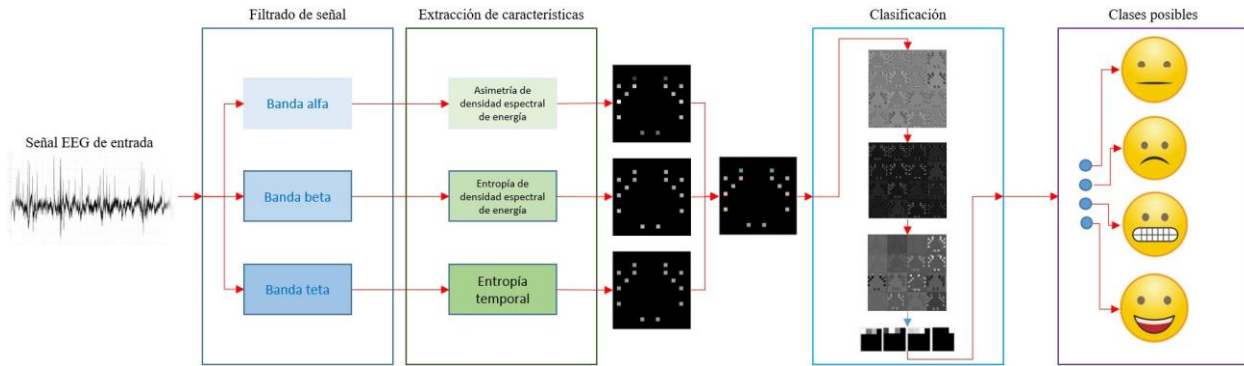 Filtrado de señal
Extracción de características
Clasificación
Clases posibles
Señal EEG de entrada
Banda alfa
Banda beta
Banda teta
Asimetría de
densidad espectral
de energía
Entropía de
densidad espectral
de energía
Entropía
temporal